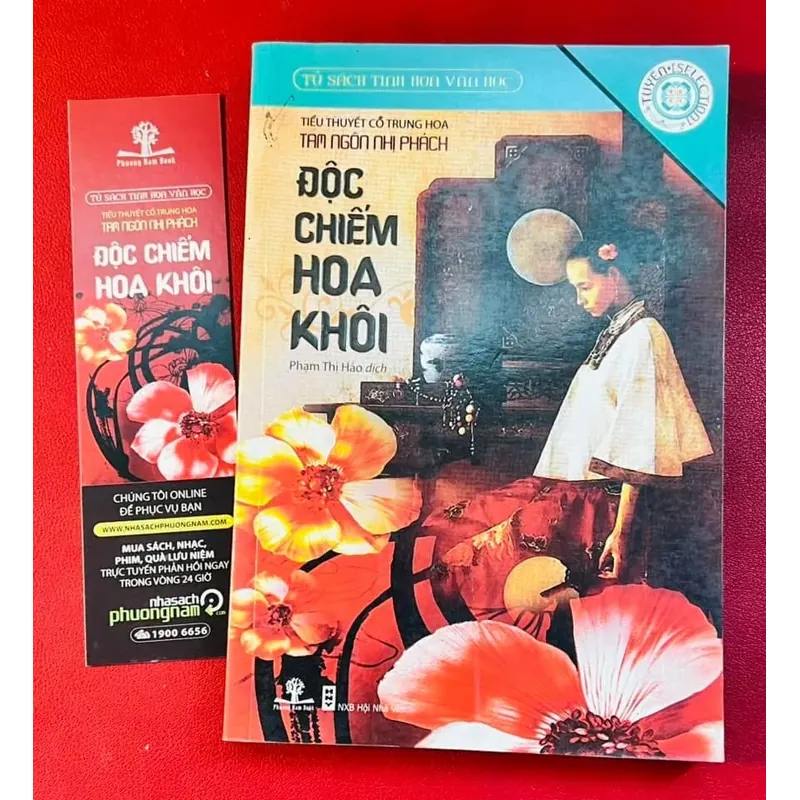 Phuong Nam Book
TỦ SÁCH TINH HOA VĂN HỌC
TIỂU THUYẾT CỔ TRUNG HOA
TAM NGÔN NHỊ PHÁCH
ĐỘC CHIẾM
HOA KHÔI
CHÚNG TÔI ONLINE
ĐỂ PHỤC VỤ BẠN
WWW.NHASACHPHUONGNAM.COM
MUA SÁCH, NHẠC,
PHIM, QUÀ LƯU NIỆM
TRỰC TUYẾN PHẢN HỒI NGAY
TRONG VÒNG 24 GIỜ
nhasach
phuongnam.com
1900 6656
TỦ SÁCH TINH HOA VĂN HỌC
TUYEN SELECTION
TIỂU THUYẾT CỔ TRUNG HOA
TAM NGÔN NHỊ PHÁCH
ĐỘC
CHIẾM
HOA
KHÔI
Phạm Thị Hảo dịch
Phuong Nam Book
NXB Hội Nhà